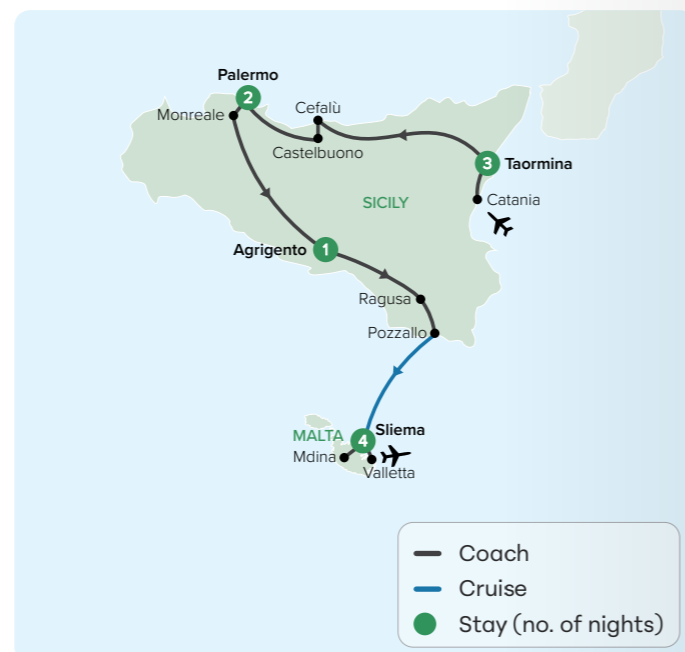 Palermo
2
Cefalù
Monreale
Castelbuono
3
Taormina
Catania
SICILY
Agrigento
1
Ragusa
Pozzallo
MALTA
4
Sliema
Mdina
Valletta
Coach
Cruise
Stay (no. of nights)